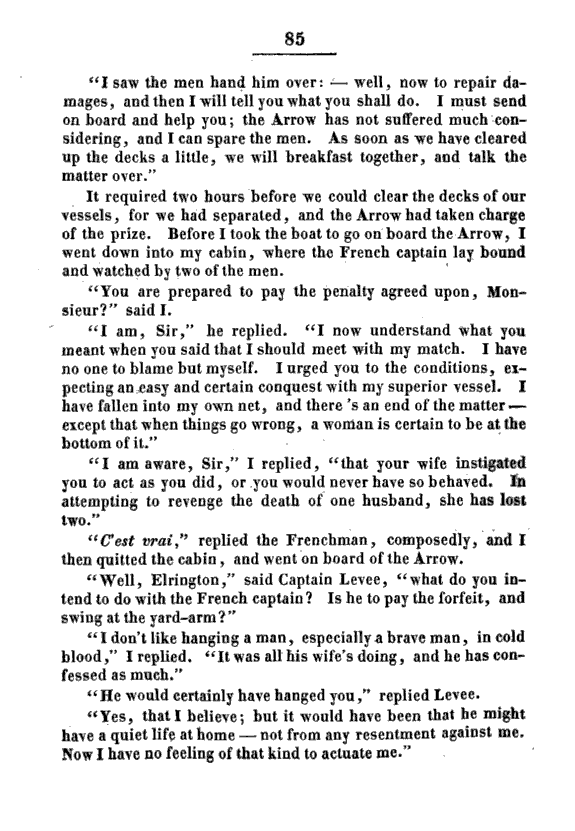 85
“I saw the men hand him over: — well, now to repair da-
mages, and then I will tell you what you shall do. I must send
on board and help you; the Arrow has not suffered much con-
sidering, and I can spare the men. As soon as we have cleared
up the decks a little, we will breakfast together, and talk the
matter over.”
It required two hours before we could clear the decks of our
vessels, for we had separated, and the Arrow had taken charge
of the prize. Before I took the boat to go on board the Arrow, I
went down into my cabin, where the French captain lay bound
and watched by two of the men.
“You are prepared to pay the penalty agreed upon, Mon-
sieur?” said I.
“I am, Sir,” he replied. “I now understand what you
meant when you said that I should meet with my match. I have
no one to blame but myself. I urged you to the conditions, ex-
pecting an easy and certain conquest with my superior vessel. I
have fallen into my own net, and there 's an end of the matter —
except that when things go wrong, a woman is certain to be at the
bottom of it.”
“I am aware, Sir,” I replied, “that your wife instigated
you to act as you did, or you would never have so behaved. In
attempting to revenge the death of one husband, she has lost
two.”
“C'est vrai,” replied the Frenchman, composedly, and I
then quitted the cabin, and went on board of the Arrow.
“Well, Elrington,” said Captain Levee, “what do you in-
tend to do with the French captain? Is he to pay the forfeit, and
swing at the yard-arm?”
“I don't like hanging a man, especially a brave man, in cold
blood,” I replied. “It was all his wife's doing, and he has con-
fessed as much.”
“He would certainly have hanged you,” replied Levee.
“Yes, that I believe; but it would have been that he might
have a quiet life at home — not from any resentment against me.
Now I have no feeling of that kind to actuate me.”